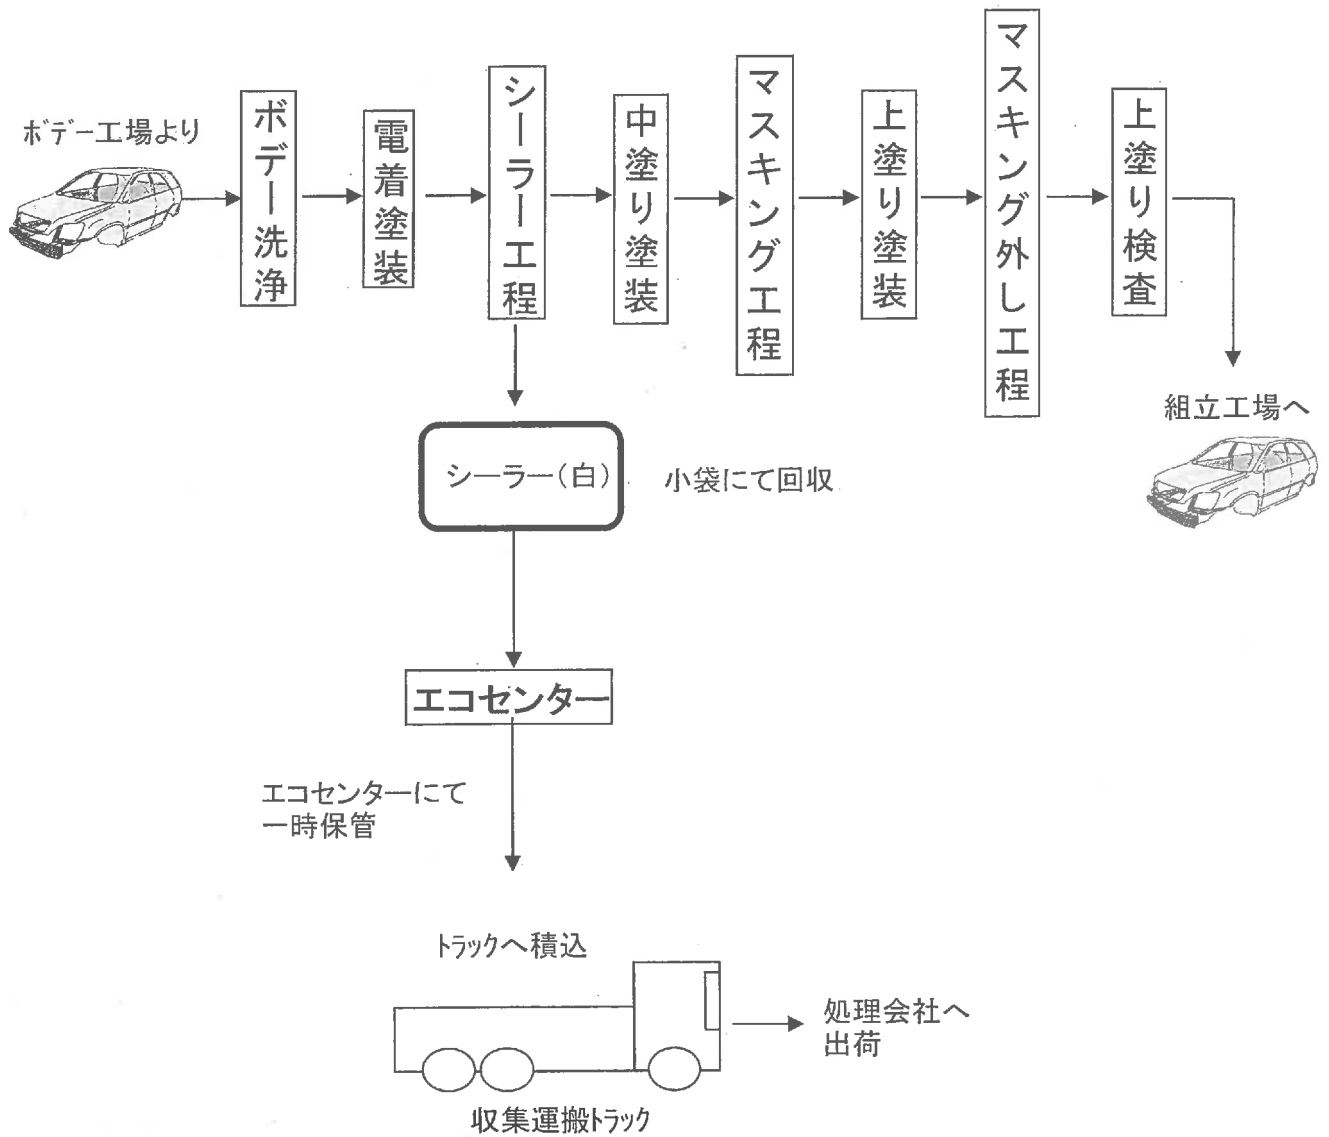 ボデー工場より
ボデー洗浄
電着塗装
シーラー工程
中塗り塗装
マスキング工程
上塗り塗装
マスキング外し工程
上塗り検査
組立工場へ
シーラー(白)
小袋にて回収
エコセンター
エコセンターにて
一時保管
トラックへ積込
処理会社へ
出荷
収集運搬トラック